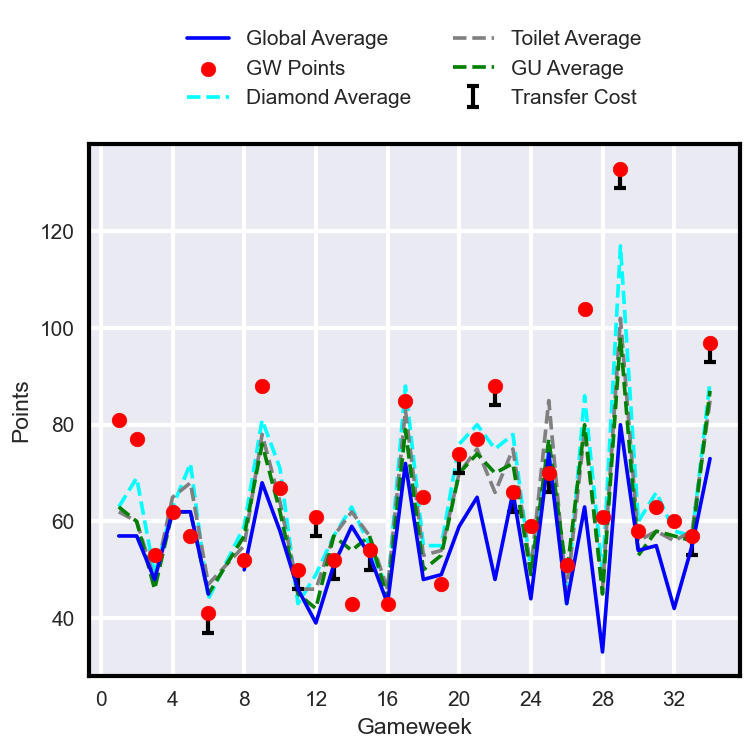 Global Average
GW Points
Diamond Average
Toilet Average
GU Average
Transfer Cost
Points
120
100
80
60
40
0 4 8 12 16 20 24 28 32
Gameweek